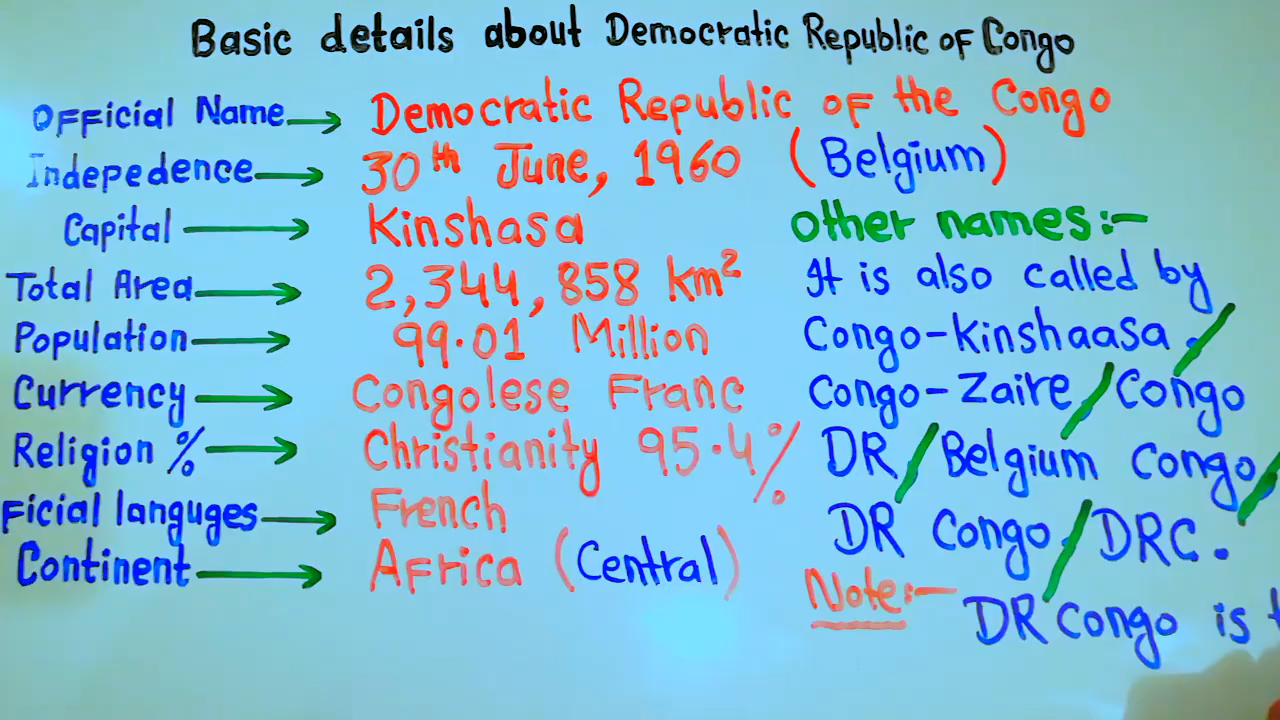 Basic details about Democratic Republic of Congo
Official Name → Democratic Republic of the Congo
Indepedence → 30th June, 1960 (Belgium)
Capital → Kinshasa
Total Area → 2,344,858 km²
Population → 99.01 Million
Currency → Congolese Franc
Religion % → Christianity 95.4%
Ficial languges → French
Continent → Africa (Central)
Other names:-
It is also called by
Congo-Kinshaasa /
Congo-Zaire / Congo
DR / Belgium Congo /
DR Congo / DRC.
Note:- DR Congo is t